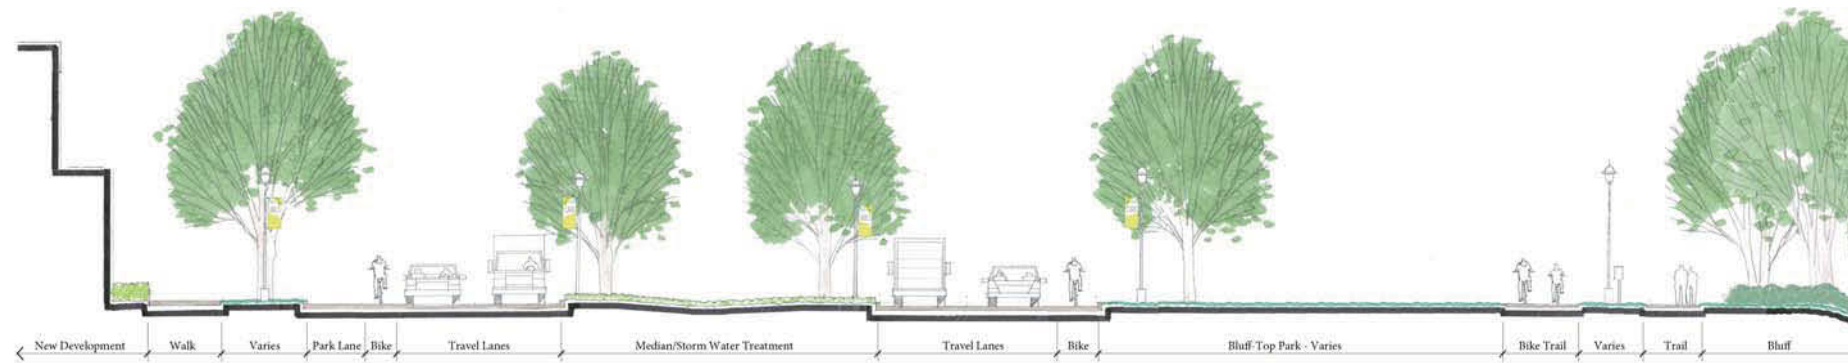 New Development
Walk
Varies
Park Lane
Bike
Travel Lanes
Median/Storm Water Treatment
Travel Lanes
Bike
Bluff-Top Park - Varies
Bike Trail
Varies
Trail
Bluff